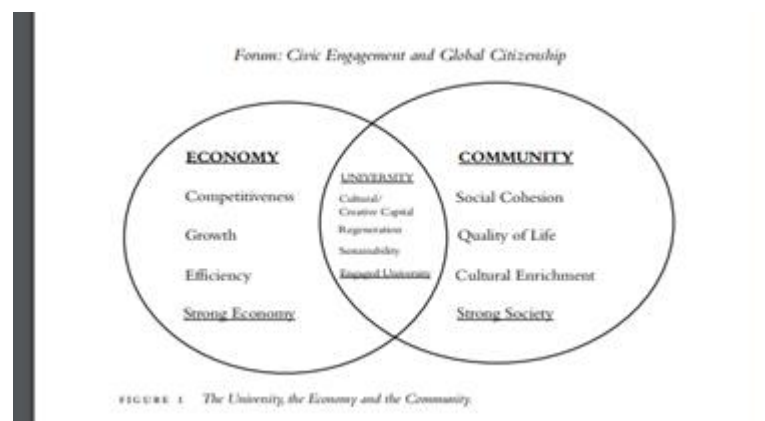 Forum: Civic Engagement and Global Citizenship
ECONOMY
Competitiveness
Growth
Efficiency
Strong Economy
UNIVERSITY
Cultural/
Creative Capital
Regeneration
Sustainability
Engaged University
COMMUNITY
Social Cohesion
Quality of Life
Cultural Enrichment
Strong Society
FIGURE 1 The University, the Economy and the Community.